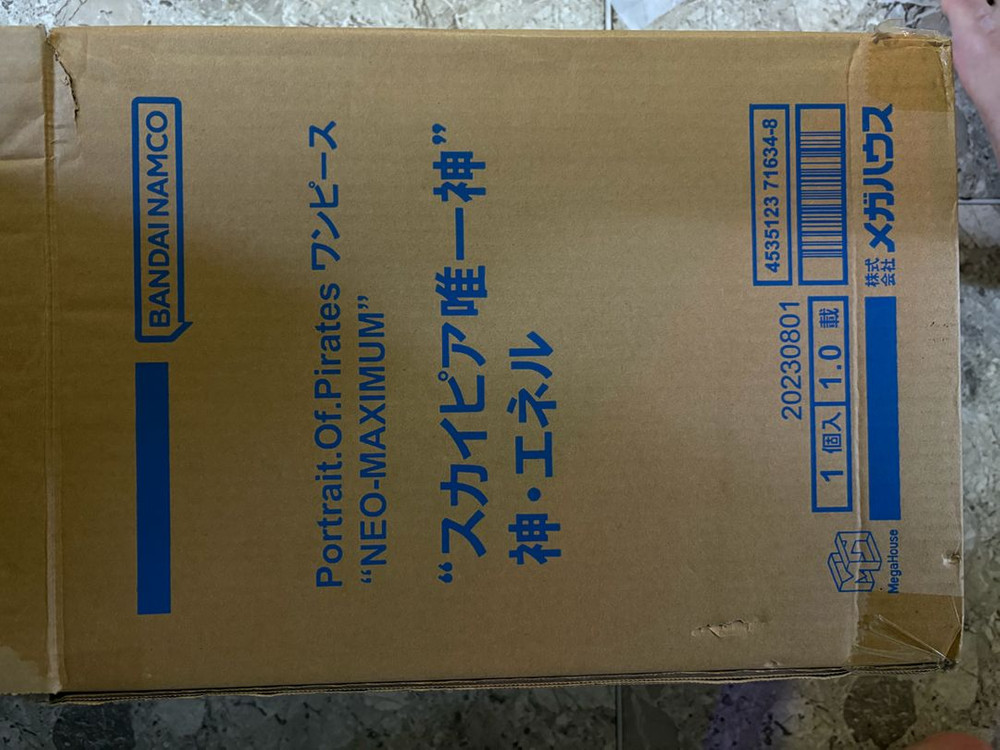 BANDAI NAMCO
Portrait.Of.Pirates ワンピース
“NEO-MAXIMUM”
“スカイピア唯一神”
神・エネル
4535123 71634-8
20230801
1 個入 1.0 載
MegaHouse
株式会社 メガハウス